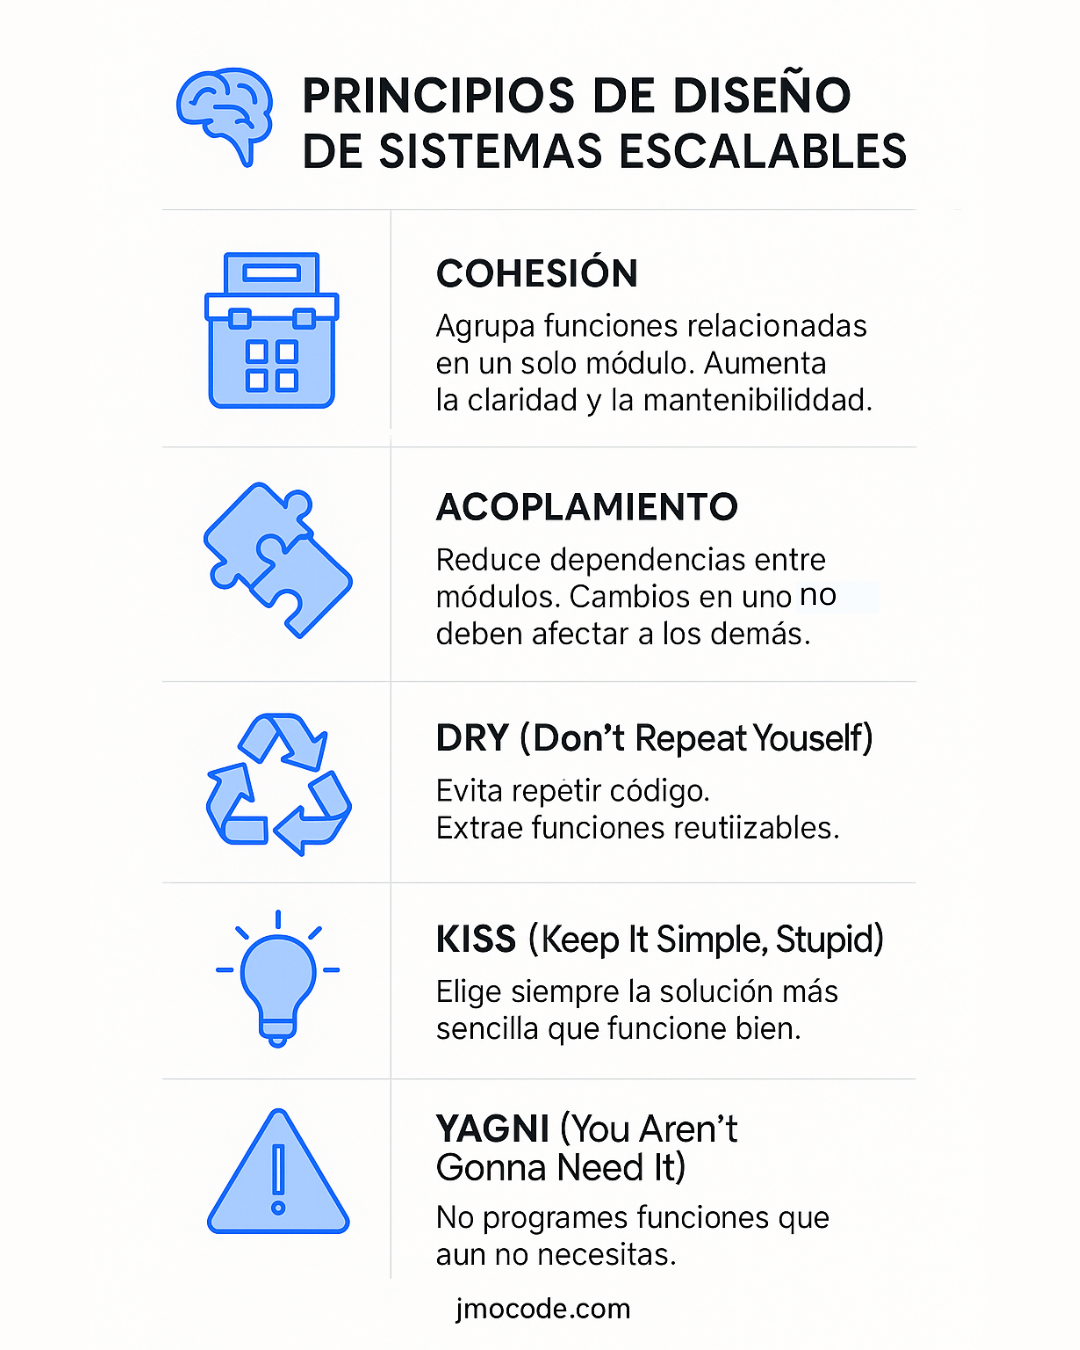 PRINCIPIOS DE DISEÑO
DE SISTEMAS ESCALABLES
COHESIÓN
Agrupa funciones relacionadas
en un solo módulo. Aumenta
la claridad y la mantenibiliddad.
ACOPLAMIENTO
Reduce dependencias entre
módulos. Cambios en uno no
deben afectar a los demás.
DRY (Don’t Repeat Youself)
Evita repetir código.
Extrae funciones reutiizables.
KISS (Keep It Simple, Stupid)
Elige siempre la solución más
sencilla que funcione bien.
YAGNI (You Aren’t
Gonna Need It)
No programes funciones que
aun no necesitas.
jmocode.com